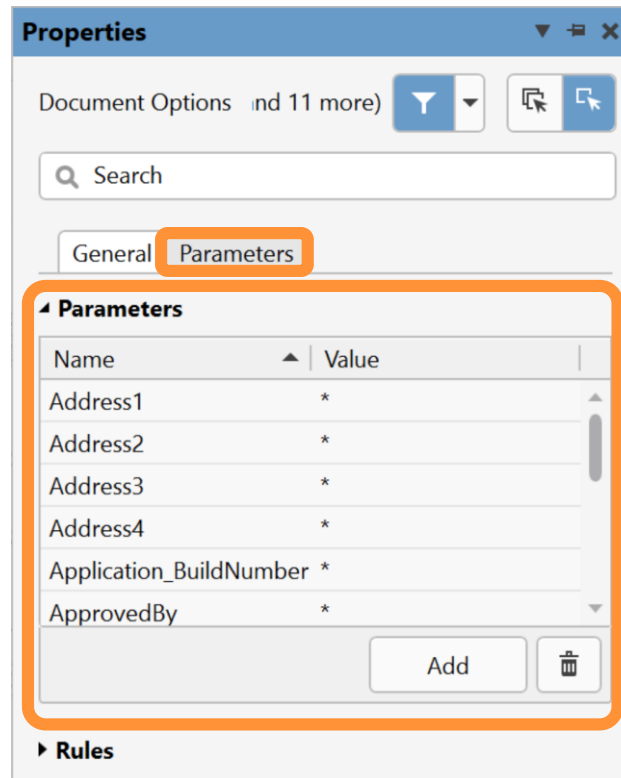 Properties
Document Options nd 11 more)
Search
General Parameters
Parameters
Name Value
Address1 *
Address2 *
Address3 *
Address4 *
Application_BuildNumber *
ApprovedBy *
Add
Rules